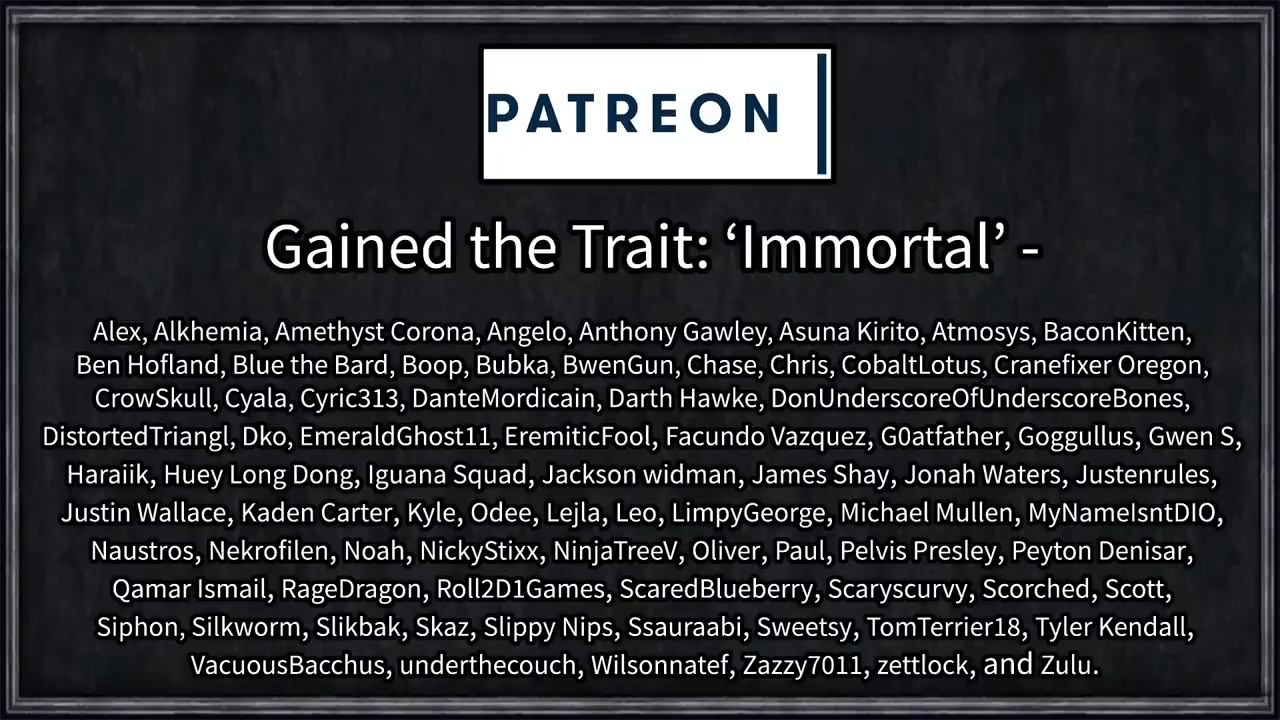 PATREON
Gained the Trait: ‘Immortal’ -
Alex, Alkhemia, Amethyst Corona, Angelo, Anthony Gawley, Asuna Kirito, Atmosys, BaconKitten,
Ben Hofland, Blue the Bard, Boop, Bubka, BwenGun, Chase, Chris, CobaltLotus, Cranefixer Oregon,
CrowSkull, Cyala, Cyric313, DanteMordicain, Darth Hawke, DonUnderscoreOfUnderscoreBones,
DistortedTriangl, Dko, EmeraldGhost11, EremiticFool, Facundo Vazquez, G0atfather, Goggullus, Gwen S,
Haraiik, Huey Long Dong, Iguana Squad, Jackson widman, James Shay, Jonah Waters, Justenrules,
Justin Wallace, Kaden Carter, Kyle, Odee, Lejla, Leo, LimpyGeorge, Michael Mullen, MyNameIsntDIO,
Naustros, Nekrofilen, Noah, NickyStixx, NinjaTreeV, Oliver, Paul, Pelvis Presley, Peyton Denisar,
Qamar Ismail, RageDragon, Roll2D1Games, ScaredBlueberry, Scaryscurvy, Scorched, Scott,
Siphon, Silkworm, Slikbak, Skaz, Slippy Nips, Ssauraabi, Sweetsy, TomTerrier18, Tyler Kendall,
VacuousBacchus, underthecouch, Wilsonnatef, Zazzy7011, zettlock, and Zulu.